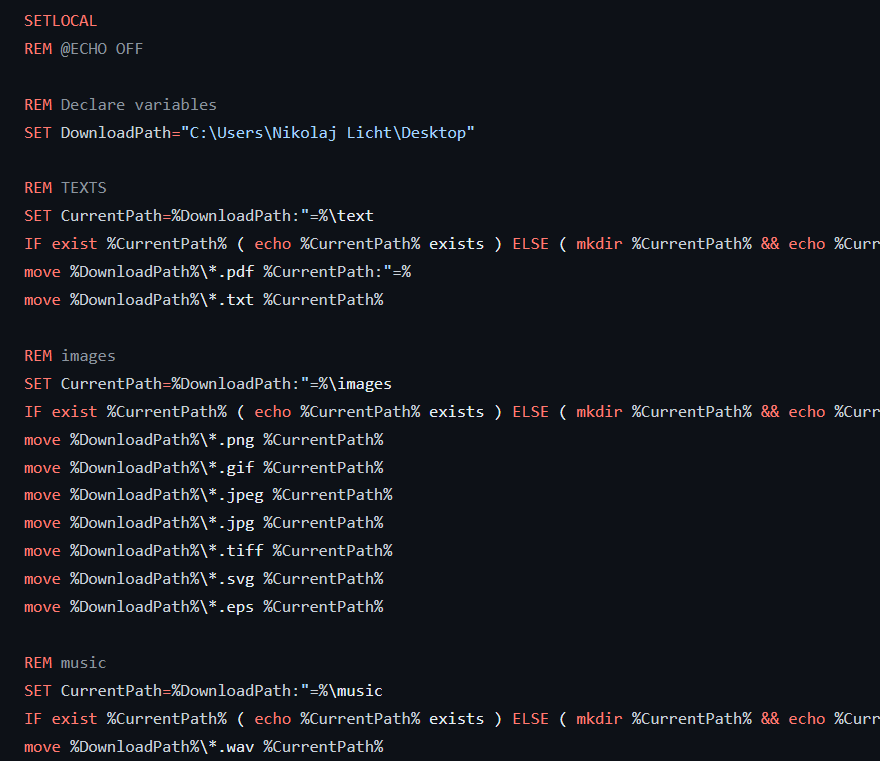 SETLOCAL
REM @ECHO OFF
REM Declare variables
SET DownloadPath="C:\Users\Nikolaj Licht\Desktop"
REM TEXTS
SET CurrentPath=%DownloadPath:"=%\text
IF exist %CurrentPath% ( echo %CurrentPath% exists ) ELSE ( mkdir %CurrentPath% && echo %Curr
move %DownloadPath%\*.pdf %CurrentPath:"=%
move %DownloadPath%\*.txt %CurrentPath%
REM images
SET CurrentPath=%DownloadPath:"=%\images
IF exist %CurrentPath% ( echo %CurrentPath% exists ) ELSE ( mkdir %CurrentPath% && echo %Curr
move %DownloadPath%\*.png %CurrentPath%
move %DownloadPath%\*.gif %CurrentPath%
move %DownloadPath%\*.jpeg %CurrentPath%
move %DownloadPath%\*.jpg %CurrentPath%
move %DownloadPath%\*.tiff %CurrentPath%
move %DownloadPath%\*.svg %CurrentPath%
move %DownloadPath%\*.eps %CurrentPath%
REM music
SET CurrentPath=%DownloadPath:"=%\music
IF exist %CurrentPath% ( echo %CurrentPath% exists ) ELSE ( mkdir %CurrentPath% && echo %Curr
move %DownloadPath%\*.wav %CurrentPath%